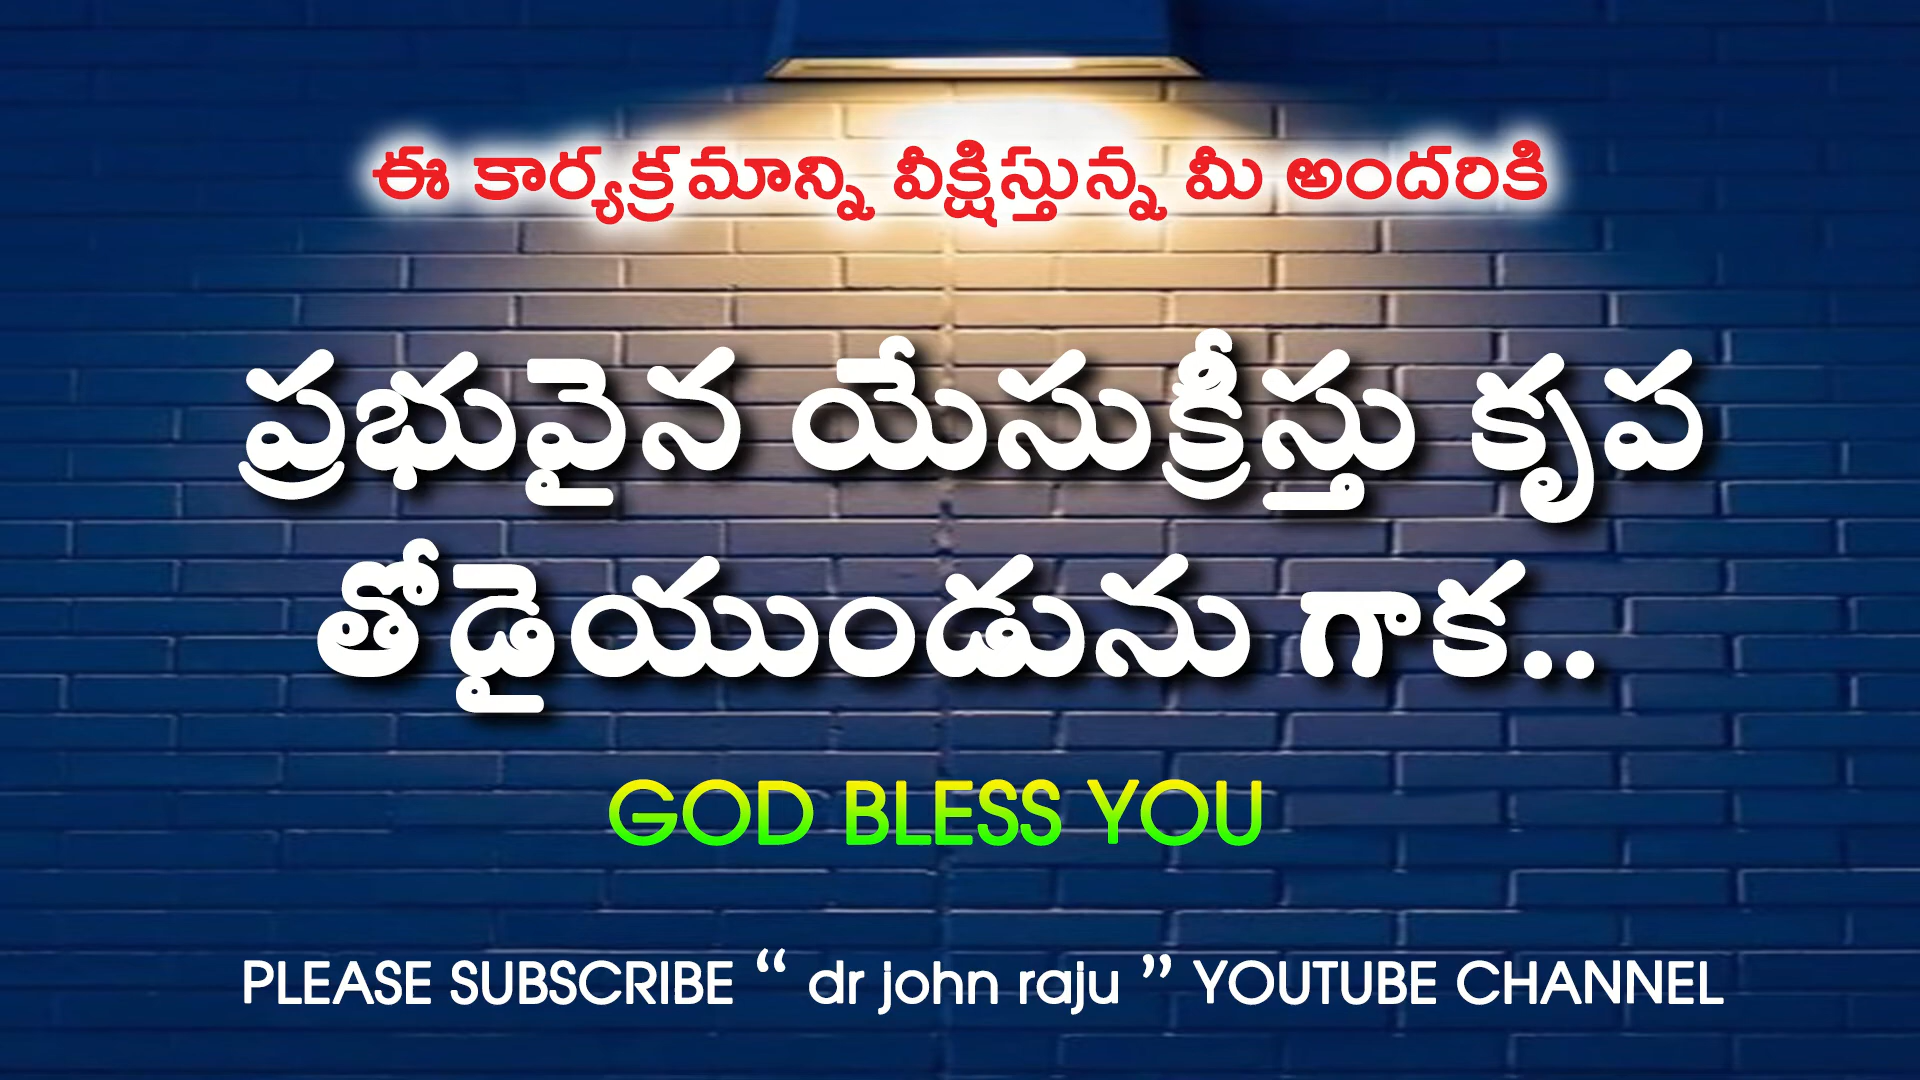 ఈ కార్యక్రమాన్ని వీక్షిస్తున్న మీ అందరికి
ప్రభువైన యేసుక్రీస్తు కృప
తోడైయుండును గాక..
GOD BLESS YOU
PLEASE SUBSCRIBE “ dr john raju ” YOUTUBE CHANNEL